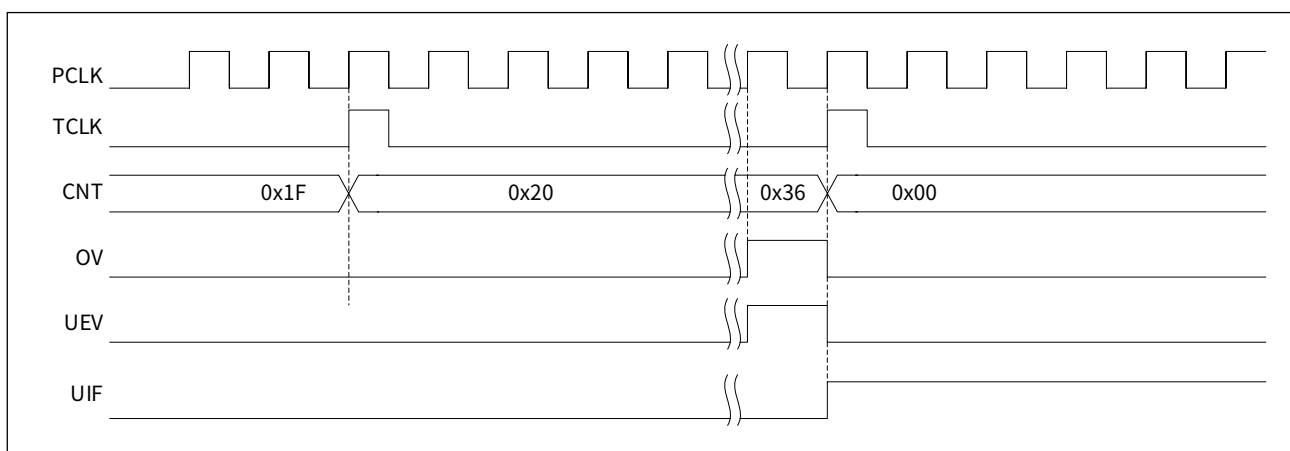 PCLK
TCLK
CNT 0x1F 0x20 0x36 0x00
OV
UEV
UIF